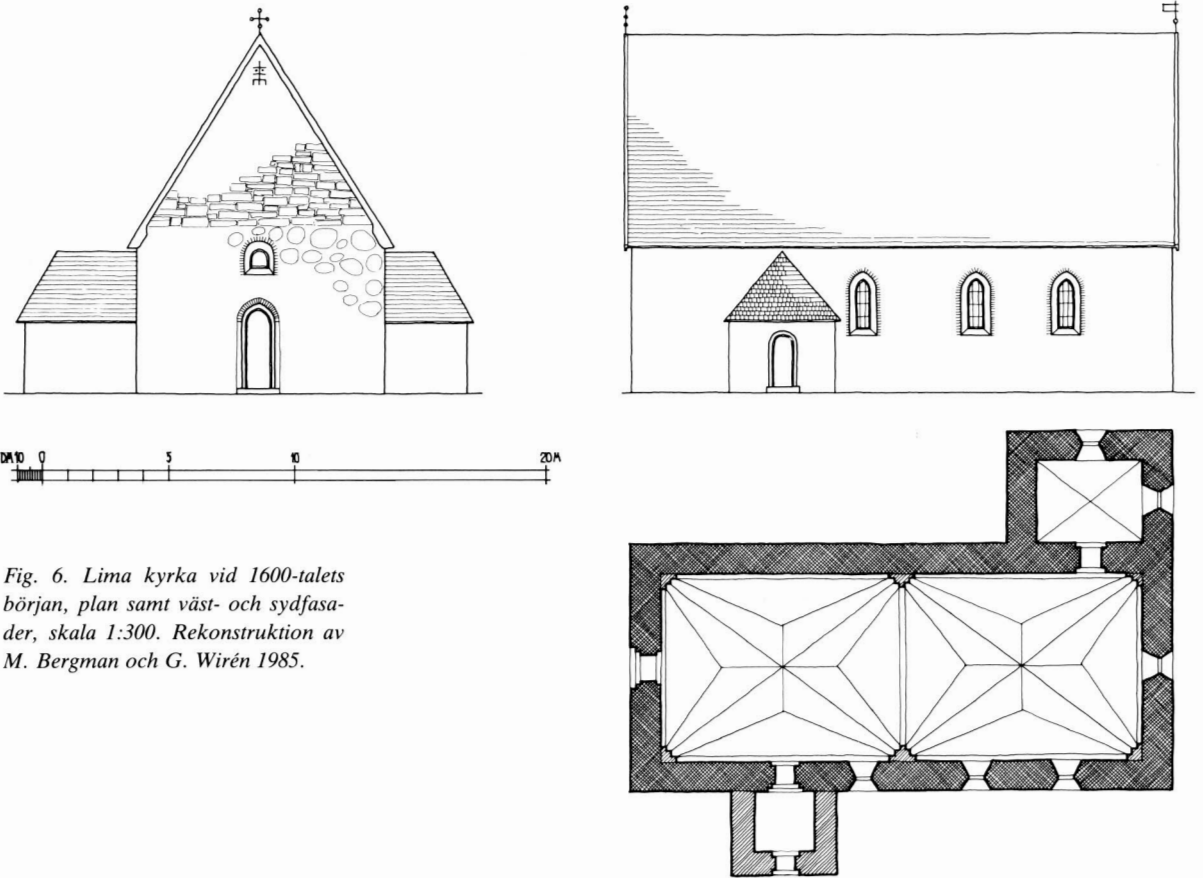 DM 10 0 5 10 20 M
Fig. 6. Lima kyrka vid 1600-talets
början, plan samt väst- och sydfasa-
der, skala 1:300. Rekonstruktion av
M. Bergman och G. Wirén 1985.